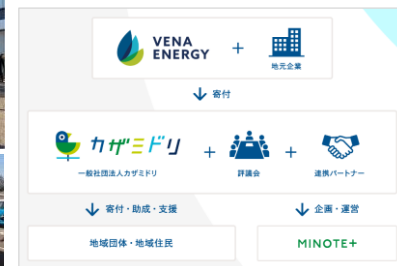 VENA
ENERGY
+
地元企業
寄付
カザミドリ
+
+
一般社団法人カザミドリ
評議会
連携パートナー
寄付・助成・支援
企画・運営
地域団体・地域住民
MINOTE+